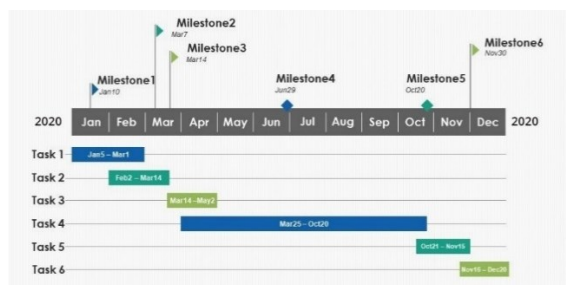 Milestone2
Mar7
Milestone3
Mar14
Milestone6
Nov30
Milestone1
Jan10
Milestone4
Jun29
Milestone5
Oct20
2020 Jan Feb Mar Apr May Jun Jul Aug Sep Oct Nov Dec 2020
Task 1 Jan5 – Mar1
Task 2 Feb2 – Mar14
Task 3 Mar14 –May2
Task 4 Mar25 – Oct20
Task 5 Oct21 – Nov15
Task 6